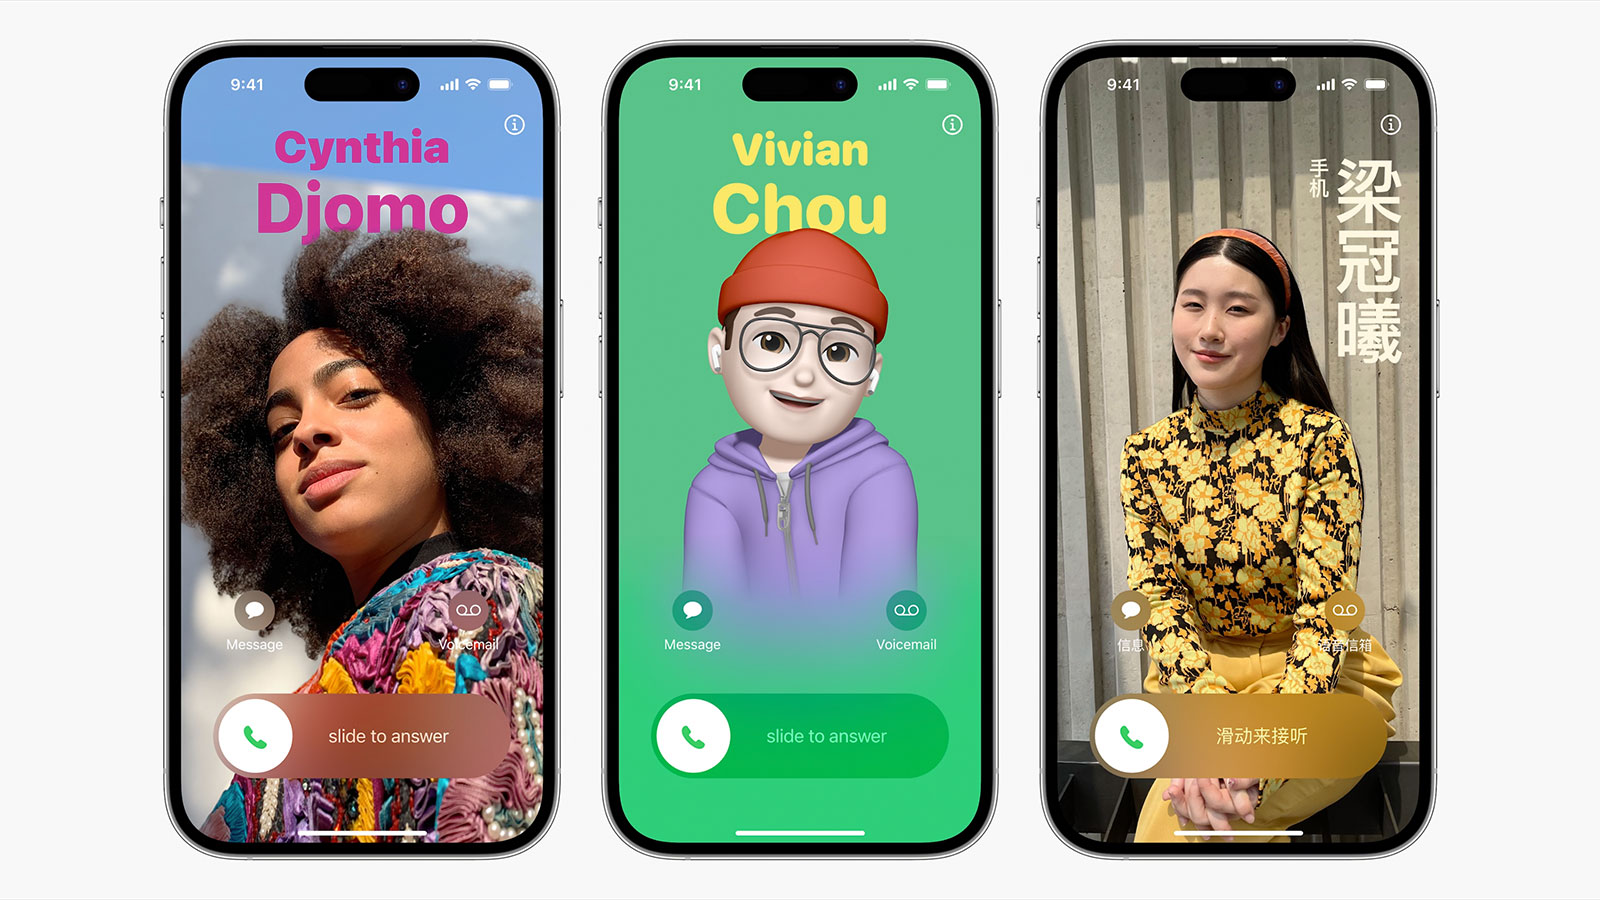 9:41
Cynthia
Djomo
Message
Voicemail
slide to answer
9:41
Vivian
Chou
Message
Voicemail
slide to answer
9:41
梁冠曦
手机
信息
语音信箱
滑动来接听